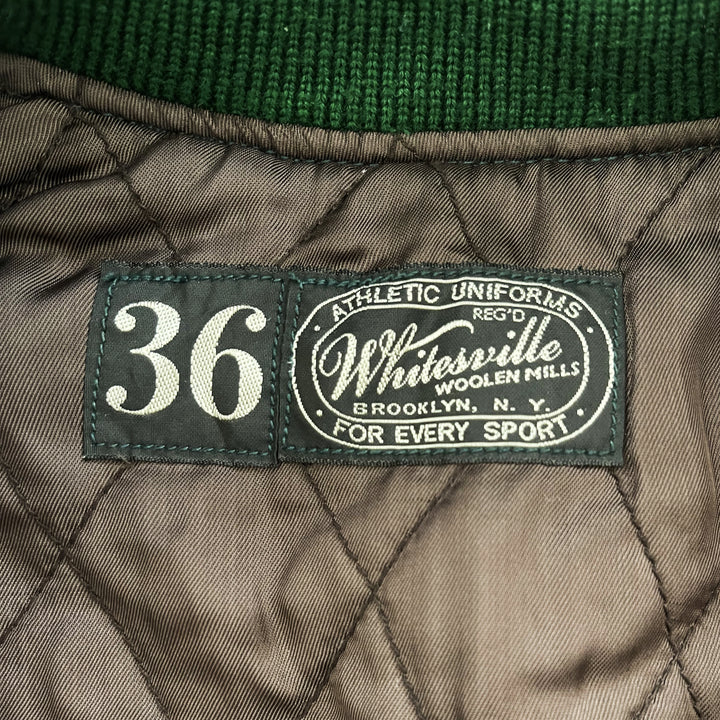 36
ATHLETIC UNIFORMS
REG'D
Whitesville
WOOLEN MILLS
BROOKLYN, N. Y.
FOR EVERY SPORT